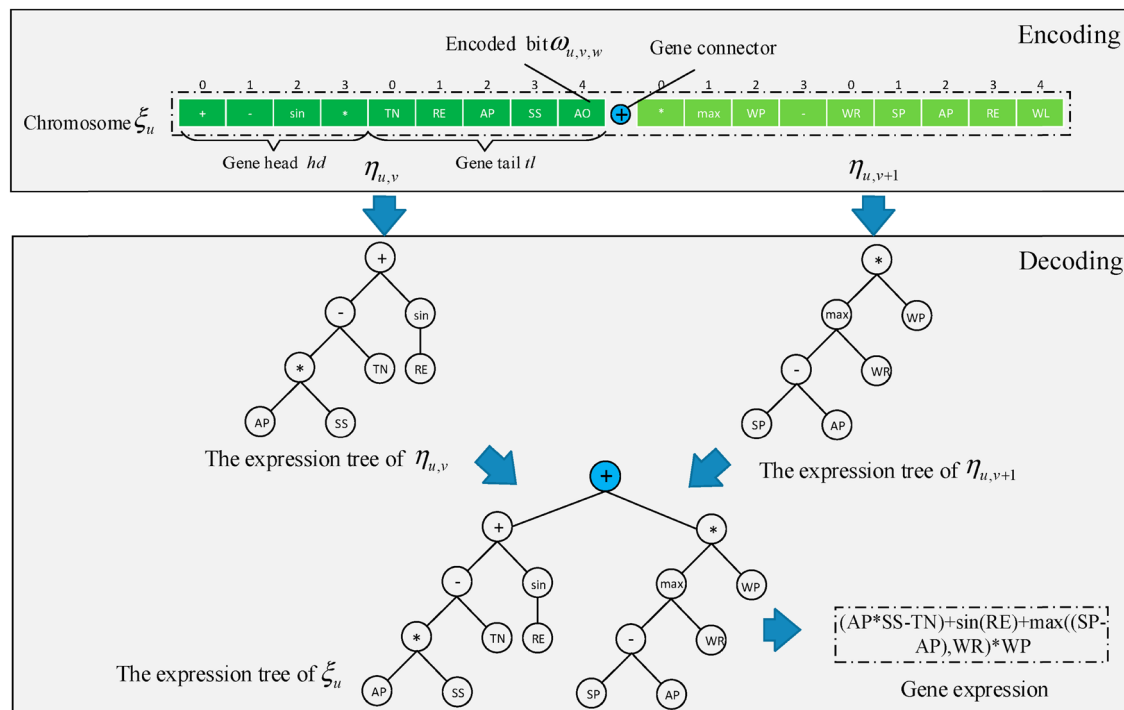 Encoding
Encoded bit ω_{u,v,w}
Gene connector
0 1 2 3 0 1 2 3 4 0 1 2 3 0 1 2 3 4
Chromosome ξ_u
+ - sin * TN RE AP SS AO + * max WP - WR SP AP RE WL
Gene head hd
Gene tail tl
η_{u,v}
η_{u,v+1}
Decoding
+
*
-
sin
max
WP
*
TN
RE
-
WR
AP
SS
SP
AP
The expression tree of η_{u,v}
The expression tree of η_{u,v+1}
+
+
*
-
sin
max
WP
*
TN
RE
-
WR
AP
SS
SP
AP
The expression tree of ξ_u
(AP*SS-TN)+sin(RE)+max((SP-
AP),WR)*WP
Gene expression